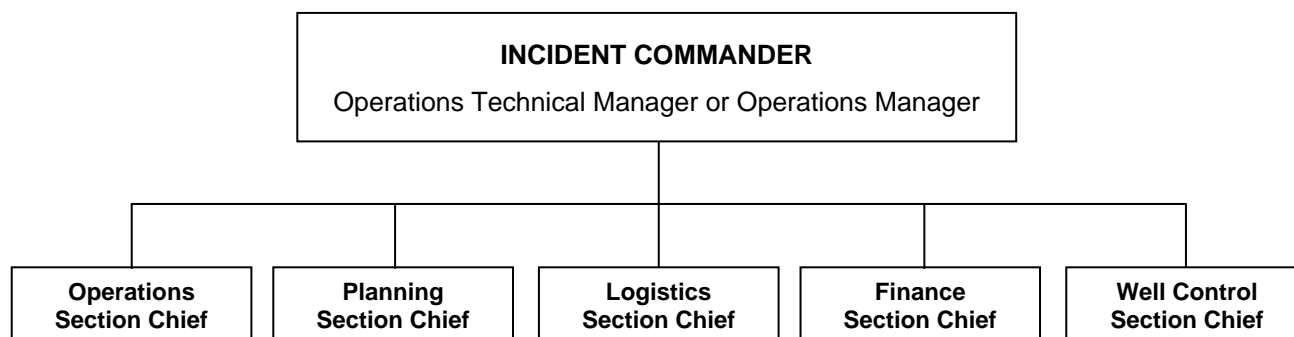 INCIDENT COMMANDER
Operations Technical Manager or Operations Manager
Operations
Section Chief
Planning
Section Chief
Logistics
Section Chief
Finance
Section Chief
Well Control
Section Chief